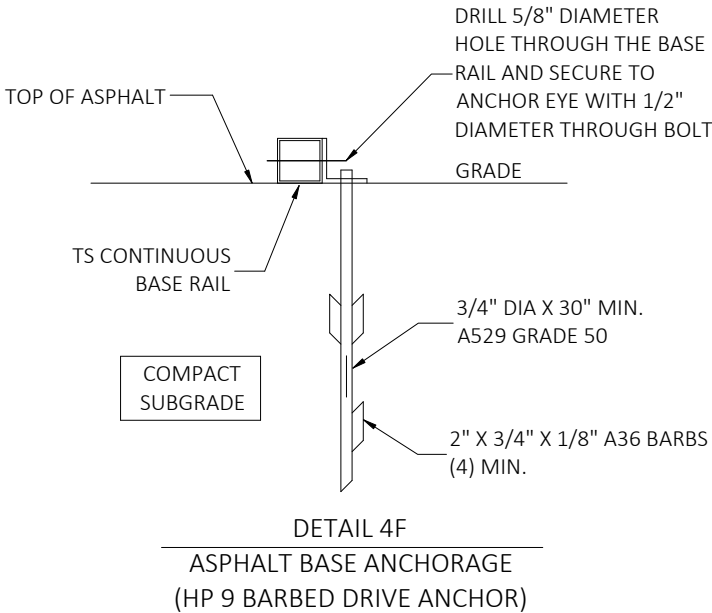 DRILL 5/8" DIAMETER
HOLE THROUGH THE BASE
RAIL AND SECURE TO
ANCHOR EYE WITH 1/2"
DIAMETER THROUGH BOLT
TOP OF ASPHALT
GRADE
TS CONTINUOUS
BASE RAIL
3/4" DIA X 30" MIN.
A529 GRADE 50
COMPACT
SUBGRADE
2" X 3/4" X 1/8" A36 BARBS
(4) MIN.
DETAIL 4F
ASPHALT BASE ANCHORAGE
(HP 9 BARBED DRIVE ANCHOR)